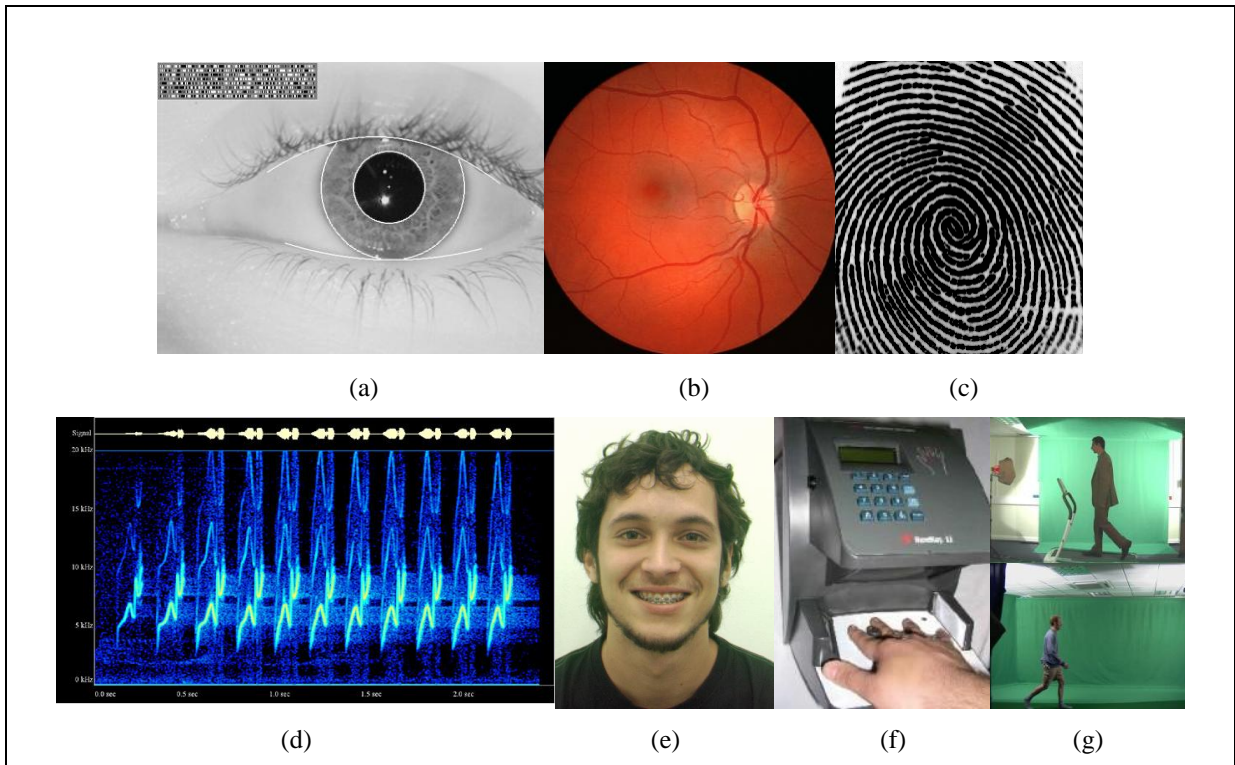 (a)
(b)
(c)
Signal
20 kHz
15 kHz
10 kHz
5 kHz
0 kHz
0.0 sec
0.5 sec
1.0 sec
1.5 sec
2.0 sec
(d)
(e)
(f)
(g)